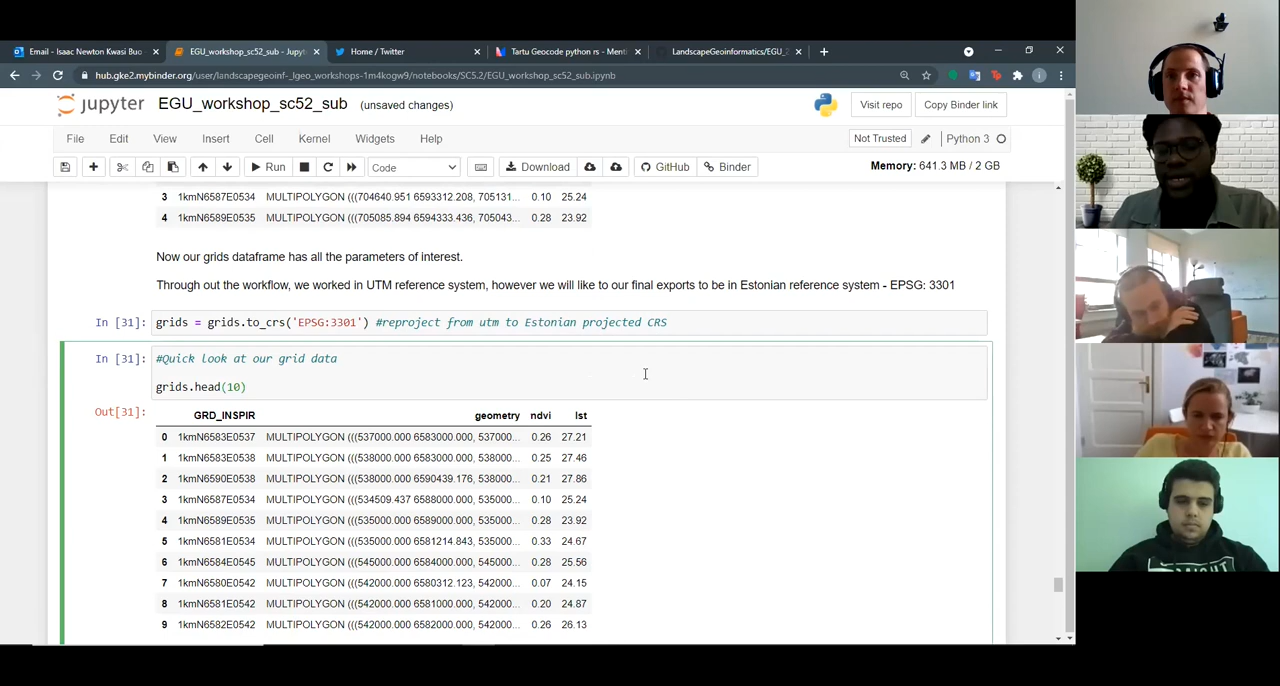 Email - Isaac Newton Kwasi Buo
EGU_workshop_sc52_sub - Jupyt
Home / Twitter
Tartu Geocode python rs - Menti
LandscapeGeoinformatics/EGU_2
hub.gke2.mybinder.org/user/landscapegeoinf-_lgeo_workshops-1m4kogw9/notebooks/SC5.2/EGU_workshop_sc52_sub.ipynb
jupyter EGU_workshop_sc52_sub (unsaved changes)
Visit repo Copy Binder link
File Edit View Insert Cell Kernel Widgets Help
Not Trusted Python 3
Run Code Download GitHub Binder Memory: 641.3 MB / 2 GB
3 1kmN6587E0534 MULTIPOLYGON (((704640.951 6593312.208, 705131... 0.10 25.24
4 1kmN6589E0535 MULTIPOLYGON (((705085.894 6594333.436, 705043... 0.28 23.92
Now our grids dataframe has all the parameters of interest.
Through out the workflow, we worked in UTM reference system, however we will like to our final exports to be in Estonian reference system - EPSG: 3301
In [31]: grids = grids.to_crs('EPSG:3301') #reproject from utm to Estonian projected CRS
In [31]: #Quick look at our grid data
grids.head(10)
Out[31]:
GRD_INSPIR geometry ndvi lst
0 1kmN6583E0537 MULTIPOLYGON (((537000.000 6583000.000, 537000... 0.26 27.21
1 1kmN6583E0538 MULTIPOLYGON (((538000.000 6583000.000, 538000... 0.25 27.46
2 1kmN6590E0538 MULTIPOLYGON (((538000.000 6590439.176, 538000... 0.21 27.86
3 1kmN6587E0534 MULTIPOLYGON (((534509.437 6588000.000, 535000... 0.10 25.24
4 1kmN6589E0535 MULTIPOLYGON (((535000.000 6589000.000, 535000... 0.28 23.92
5 1kmN6581E0534 MULTIPOLYGON (((535000.000 6581214.843, 535000... 0.33 24.67
6 1kmN6584E0545 MULTIPOLYGON (((545000.000 6584000.000, 545000... 0.28 25.56
7 1kmN6580E0542 MULTIPOLYGON (((542000.000 6580312.123, 542000... 0.07 24.15
8 1kmN6581E0542 MULTIPOLYGON (((542000.000 6581000.000, 542000... 0.20 24.87
9 1kmN6582E0542 MULTIPOLYGON (((542000.000 6582000.000, 542000... 0.26 26.13